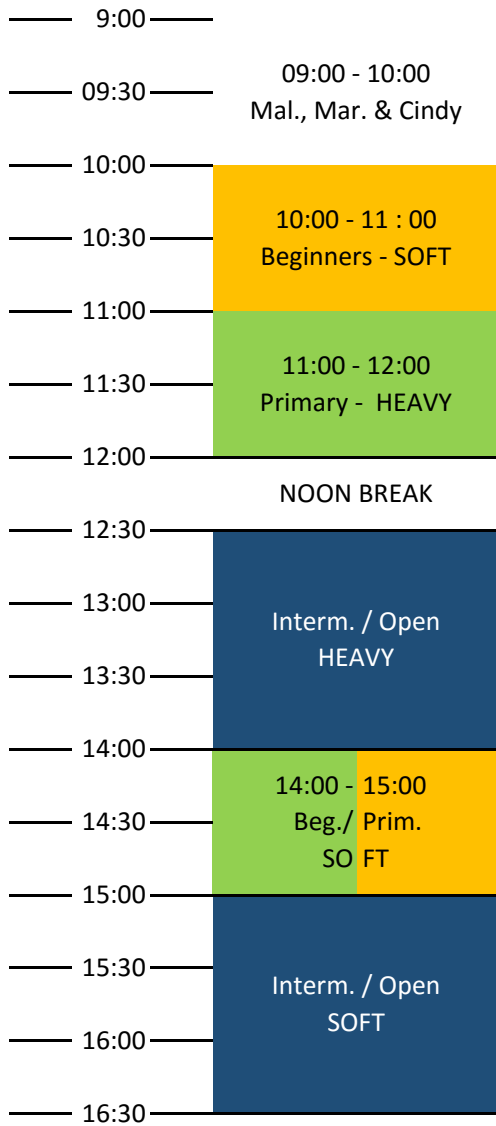 9:00
09:00 - 10:00
09:30
Mal., Mar. & Cindy
10:00
10:00 - 11 : 00
10:30
Beginners - SOFT
11:00
11:00 - 12:00
11:30
Primary -  HEAVY
12:00
NOON BREAK
12:30
13:00
Interm. / Open
HEAVY
13:30
14:00
14:00 - 15:00
14:30
Beg./ Prim.
SO FT
15:00
15:30
Interm. / Open
SOFT
16:00
16:30